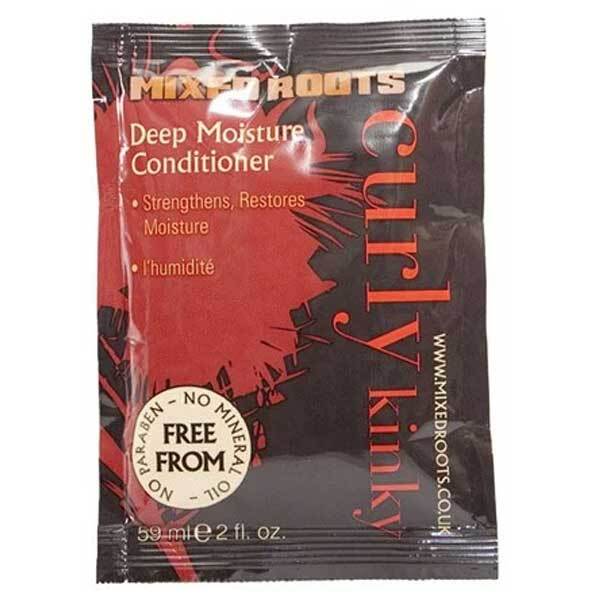 MIXED ROOTS
Deep Moisture
Conditioner
• Strengthens, Restores
Moisture
• l'humidité
curly kinky
WWW.MIXEDROOTS.CO.UK
NO PARABEN - NO MINERAL OIL -
FREE
FROM
59 ml e 2 fl. oz.